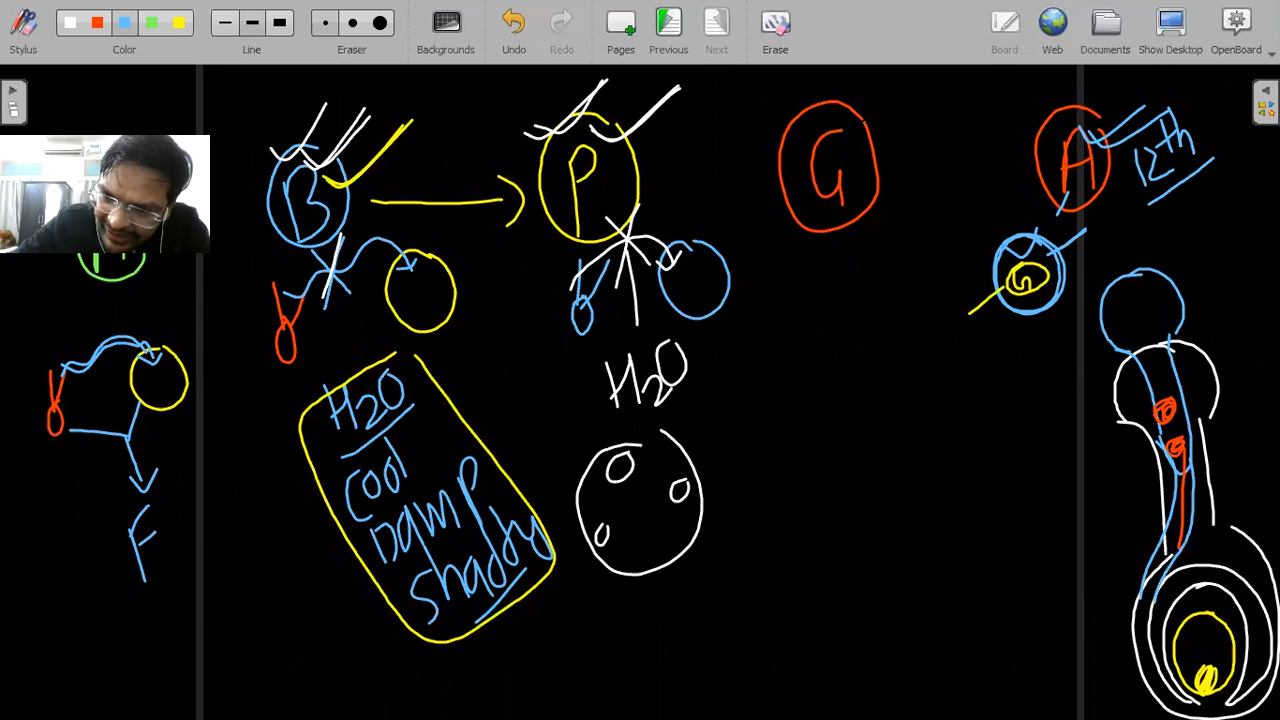 Stylus
Color
Line
Eraser
Backgrounds
Undo
Redo
Pages
Previous
Next
Erase
Board
Web
Documents
Show Desktop
OpenBoard
B
P
G
A
12th
G
H2O
cool
Damp
shaddy
H2O
F